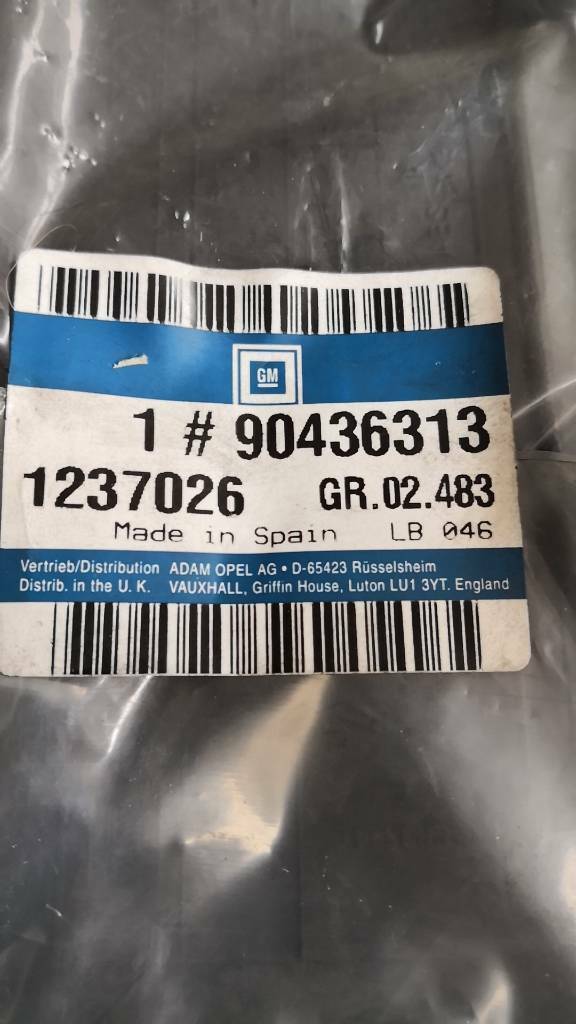 GM
1 # 90436313
1237026 GR.02.483
Made in Spain LB 046
Vertrieb/Distribution ADAM OPEL AG • D-65423 Rüsselsheim
Distrib. in the U. K. VAUXHALL, Griffin House, Luton LU1 3YT. England